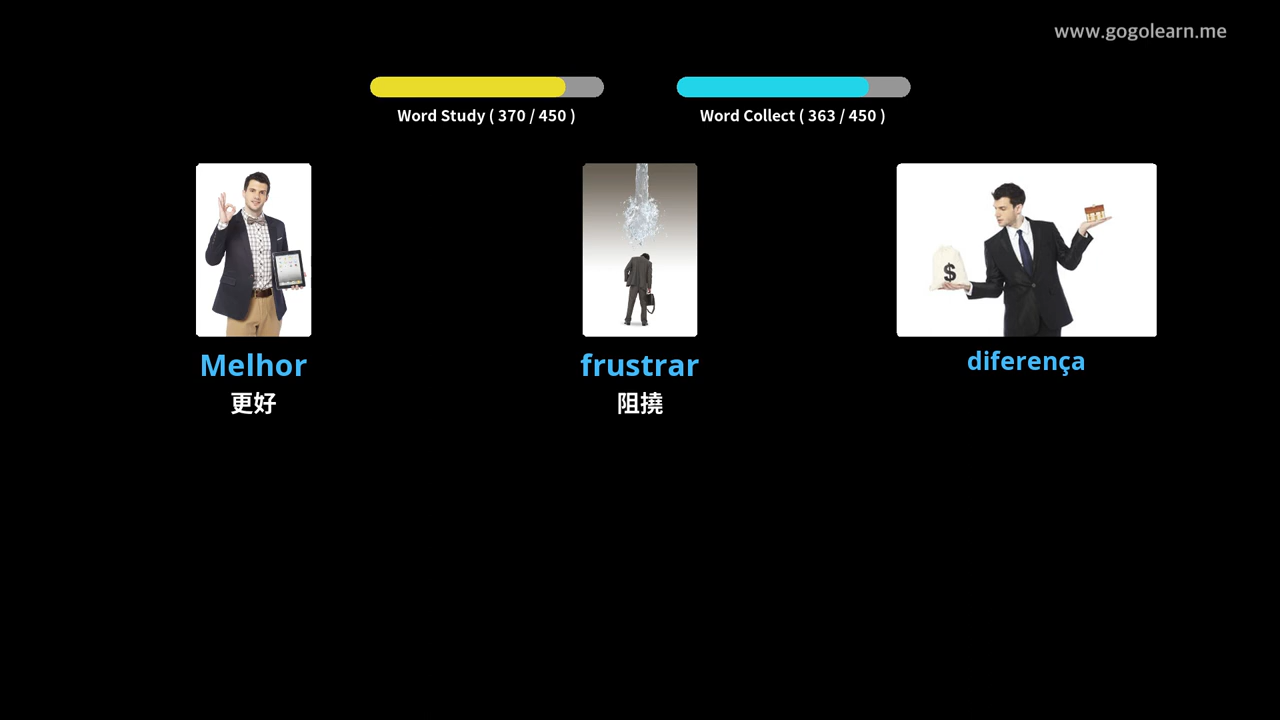 www.gogolearn.me
Word Study ( 370 / 450 )
Word Collect ( 363 / 450 )
$
Melhor
更好
frustrar
阻撓
diferença